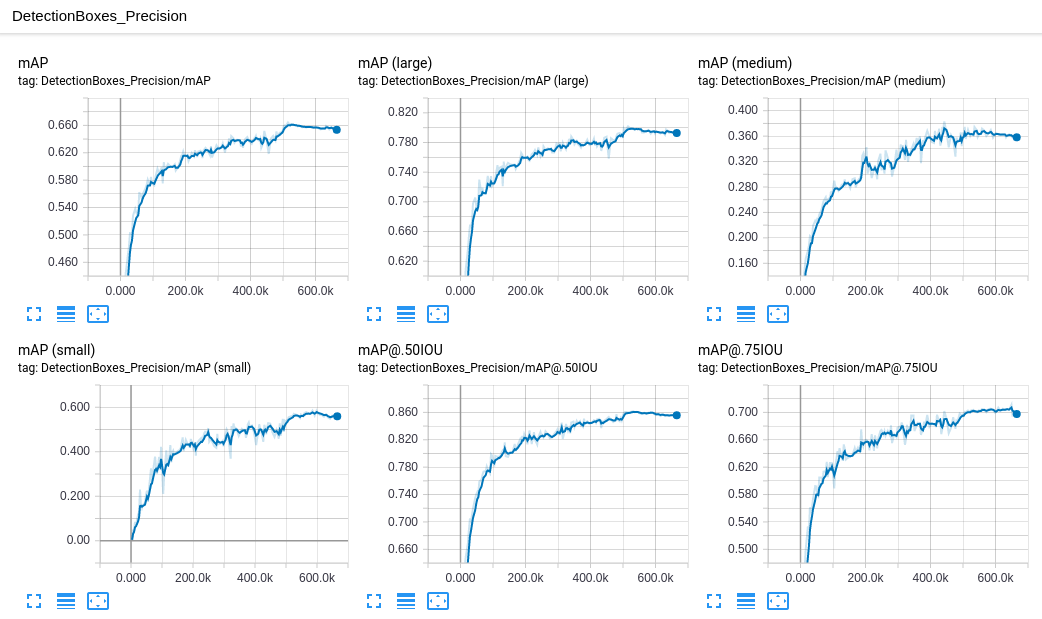 DetectionBoxes_Precision
mAP
tag: DetectionBoxes_Precision/mAP
0.660
0.620
0.580
0.540
0.500
0.460
0.000 200.0k 400.0k 600.0k
mAP (large)
tag: DetectionBoxes_Precision/mAP (large)
0.820
0.780
0.740
0.700
0.660
0.620
0.000 200.0k 400.0k 600.0k
mAP (medium)
tag: DetectionBoxes_Precision/mAP (medium)
0.400
0.360
0.320
0.280
0.240
0.200
0.160
0.000 200.0k 400.0k 600.0k
mAP (small)
tag: DetectionBoxes_Precision/mAP (small)
0.600
0.400
0.200
0.00
0.000 200.0k 400.0k 600.0k
mAP@.50IOU
tag: DetectionBoxes_Precision/mAP@.50IOU
0.860
0.820
0.780
0.740
0.700
0.660
0.000 200.0k 400.0k 600.0k
mAP@.75IOU
tag: DetectionBoxes_Precision/mAP@.75IOU
0.700
0.660
0.620
0.580
0.540
0.500
0.000 200.0k 400.0k 600.0k